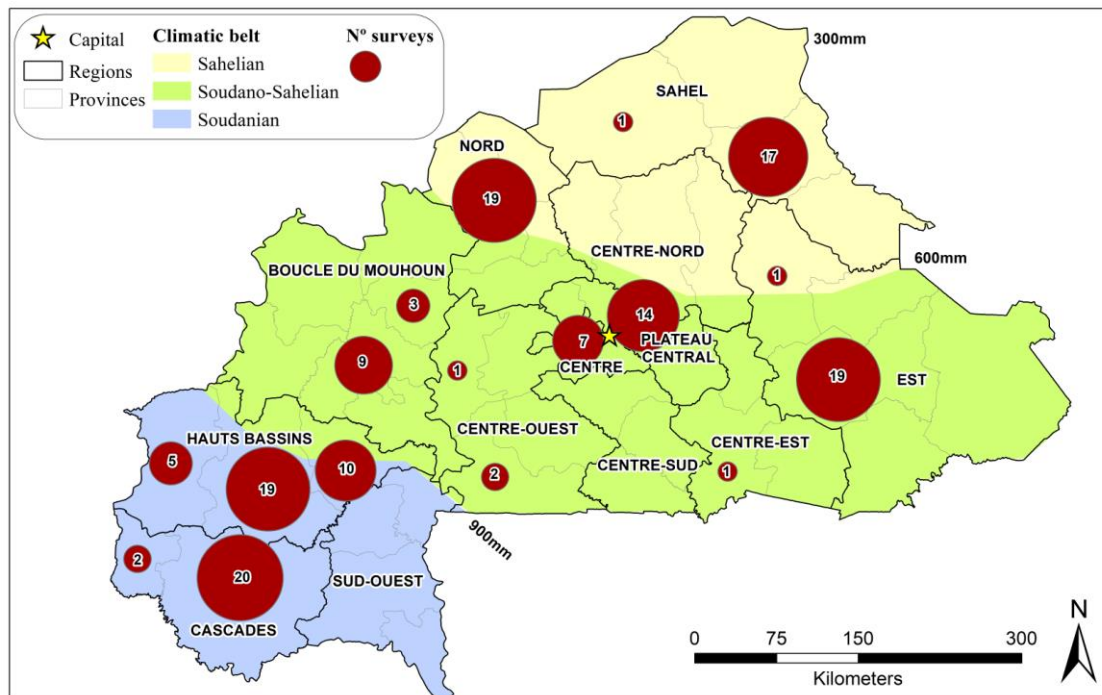 Capital
Regions
Provinces
Climatic belt
Sahelian
Soudano-Sahelian
Soudanian
Nº surveys
300mm
SAHEL
1
17
NORD
19
CENTRE-NORD
600mm
1
BOUCLE DU MOUHOUN
3
14
7
PLATEAU
CENTRAL
CENTRE
9
1
19
EST
HAUTS BASSINS
CENTRE-OUEST
CENTRE-EST
5
19
10
2
CENTRE-SUD
1
900mm
2
20
SUD-OUEST
CASCADES
N
0 75 150 300
Kilometers